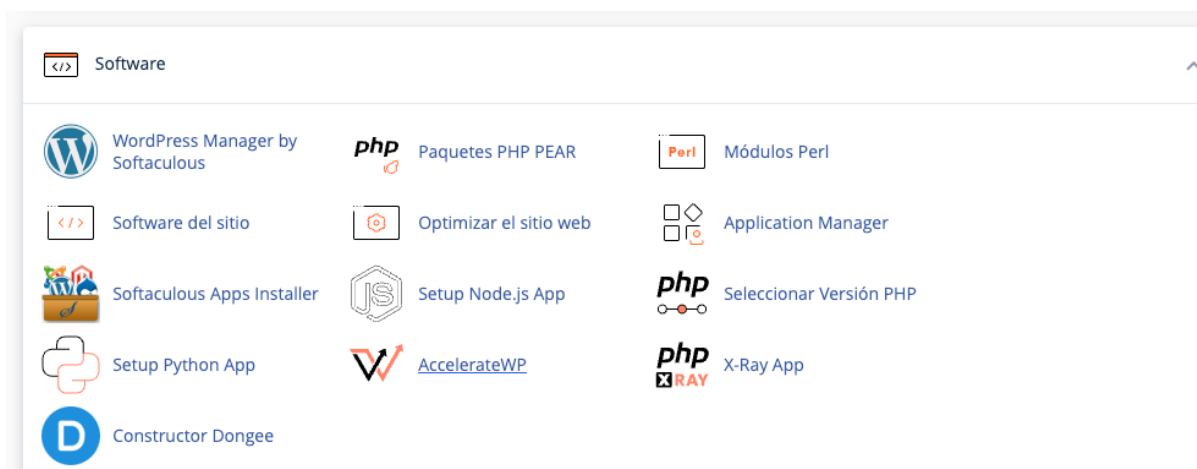 </> Software
WordPress Manager by
Softaculous
php Paquetes PHP PEAR
Perl Módulos Perl
</> Software del sitio
Optimizar el sitio web
Application Manager
Softaculous Apps Installer
JS Setup Node.js App
php Seleccionar Versión PHP
Setup Python App
AccelerateWP
php XRAY X-Ray App
D Constructor Dongee